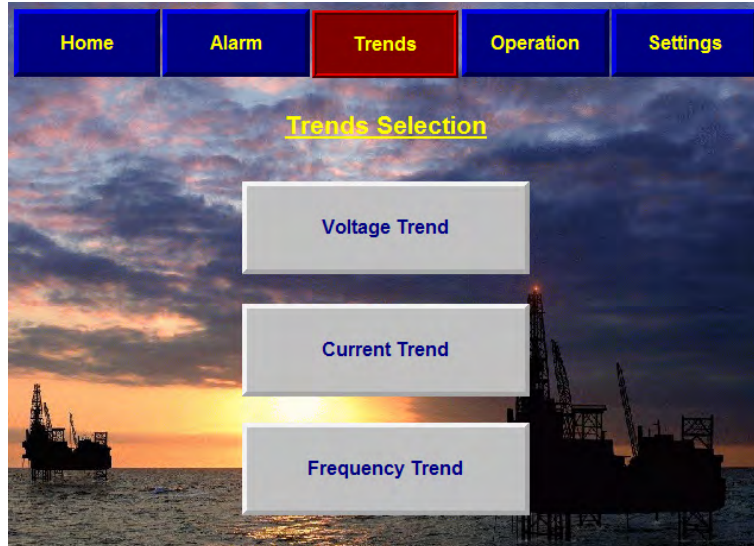 Home Alarm Trends Operation Settings
Trends Selection
Voltage Trend
Current Trend
Frequency Trend